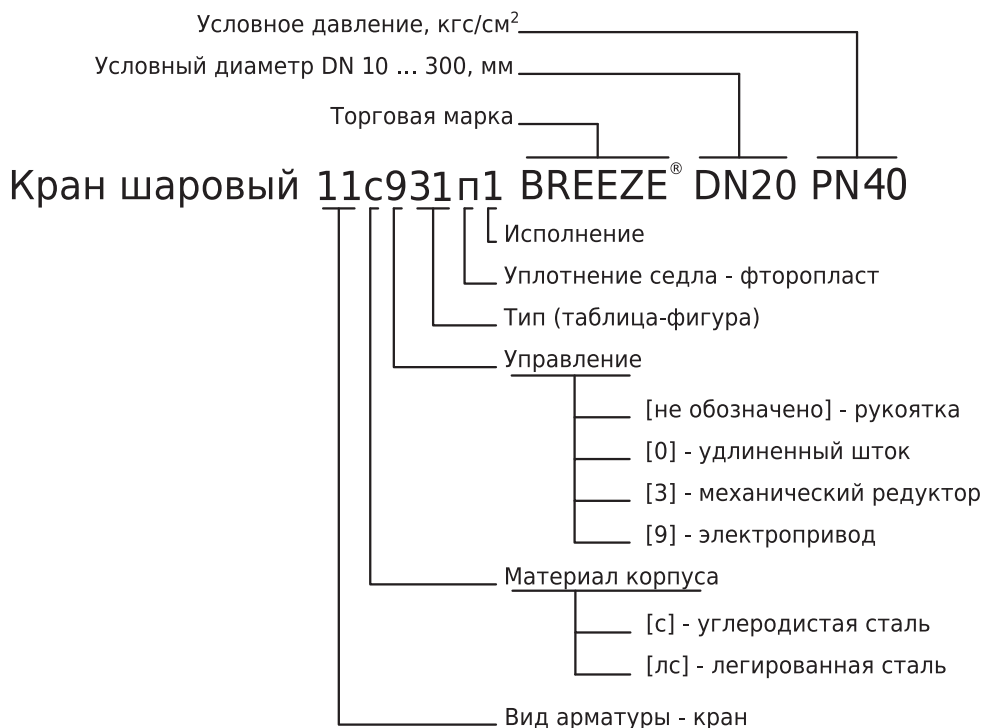 Условное давление, кгс/см²
Условный диаметр DN 10 ... 300, мм
Торговая марка
Кран шаровый 11с931п1 BREEZE® DN20 PN40
Исполнение
Уплотнение седла - фторопласт
Тип (таблица-фигура)
Управление
[не обозначено] - рукоятка
[0] - удлиненный шток
[3] - механический редуктор
[9] - электропривод
Материал корпуса
[с] - углеродистая сталь
[лс] - легированная сталь
Вид арматуры - кран